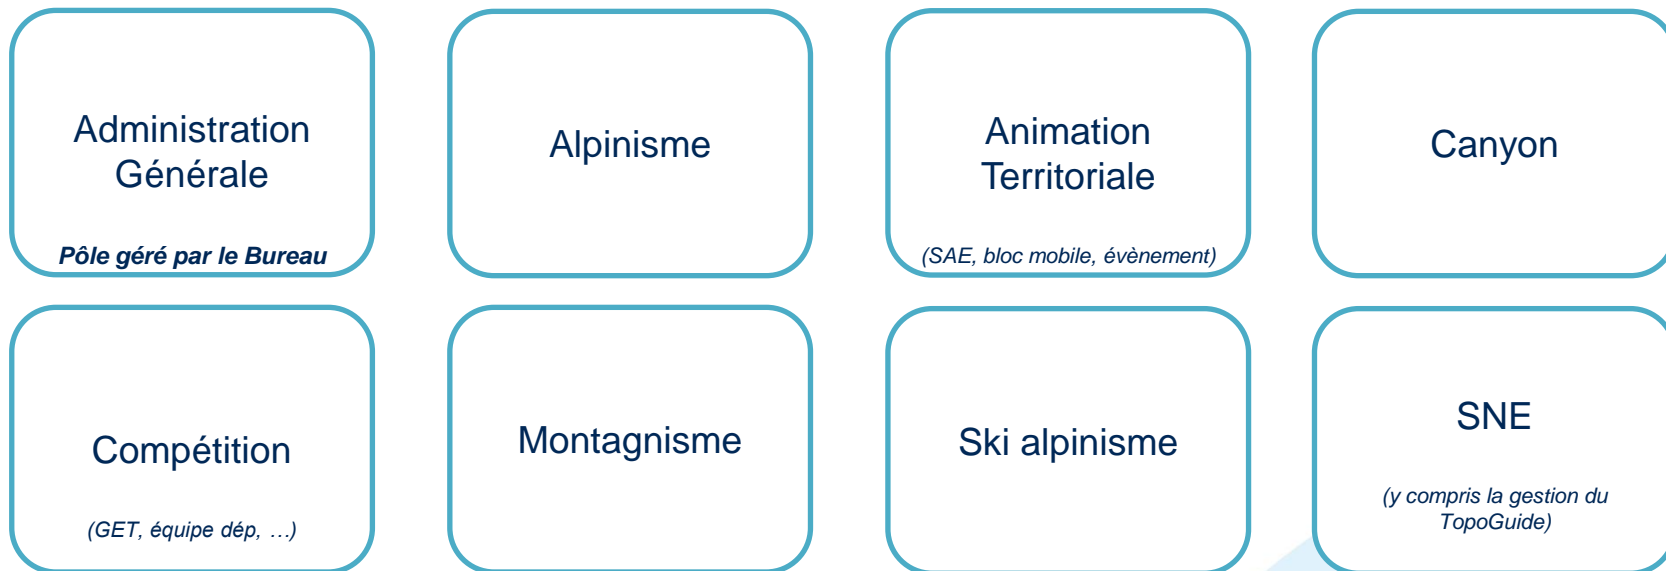 Administration
Générale
Pôle géré par le Bureau
Alpinisme
Animation
Territoriale
(SAE, bloc mobile, évènement)
Canyon
Compétition
(GET, équipe dép, …)
Montagnisme
Ski alpinisme
SNE
(y compris la gestion du
TopoGuide)